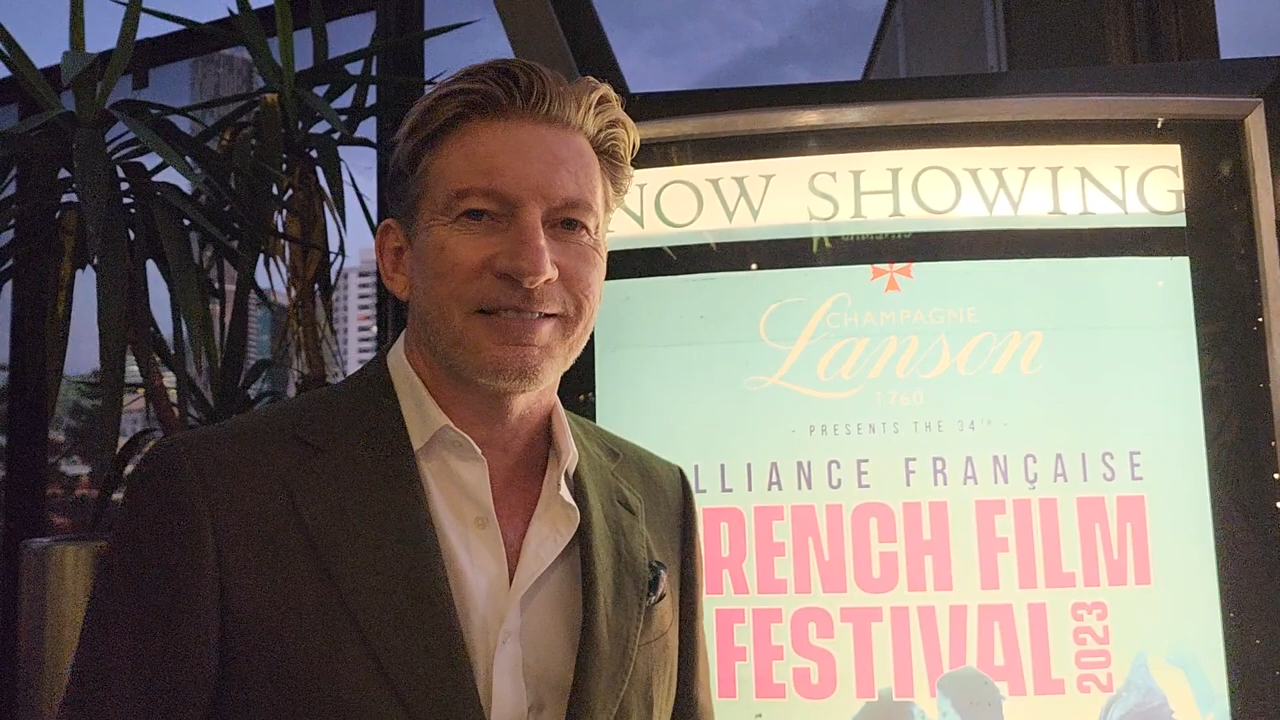 NOW SHOWING
CHAMPAGNE
Lanson
1760
- PRESENTS THE 34TH -
LLIANCE FRANÇAISE
RENCH FILM
FESTIVAL 2023